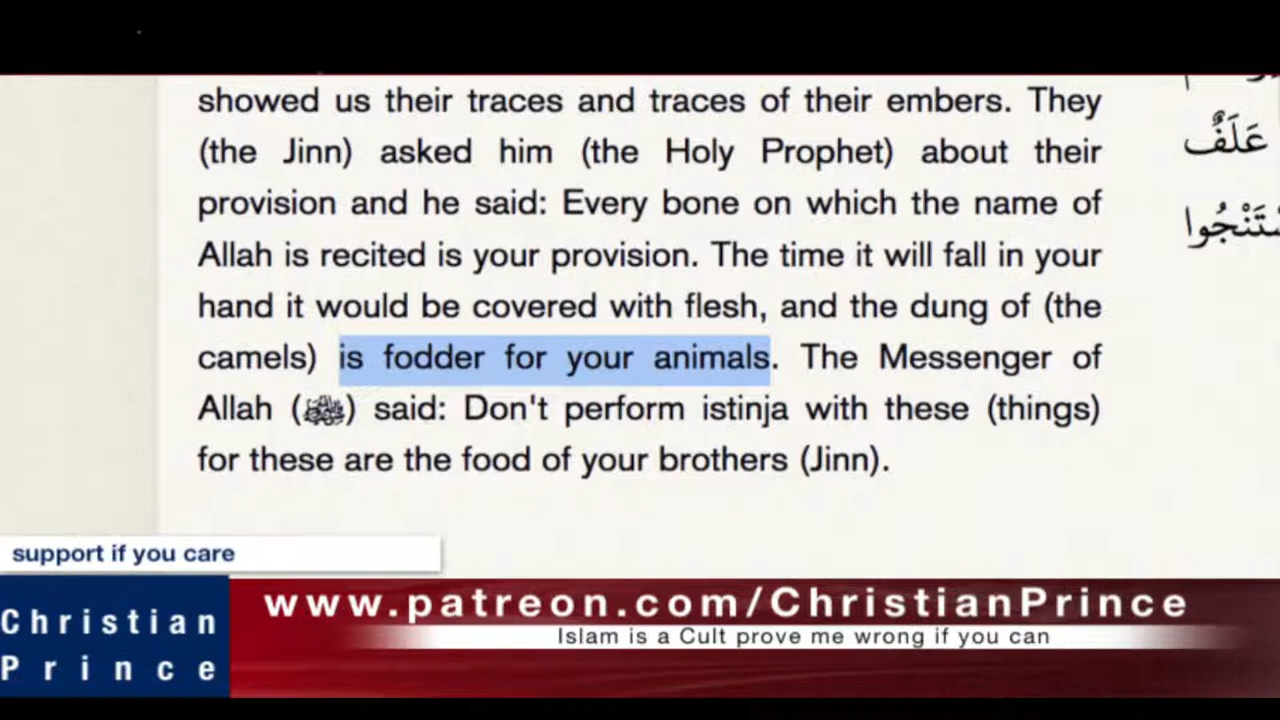 showed us their traces and traces of their embers. They
(the Jinn) asked him (the Holy Prophet) about their
عَلَفٌ
provision and he said: Every bone on which the name of
Allah is recited is your provision. The time it will fall in your
hand it would be covered with flesh, and the dung of (the
camels) is fodder for your animals. The Messenger of
Allah (ﷺ) said: Don't perform istinja with these (things)
for these are the food of your brothers (Jinn).
support if you care
Christian
Prince
www.patreon.com/ChristianPrince
Islam is a Cult prove me wrong if you can